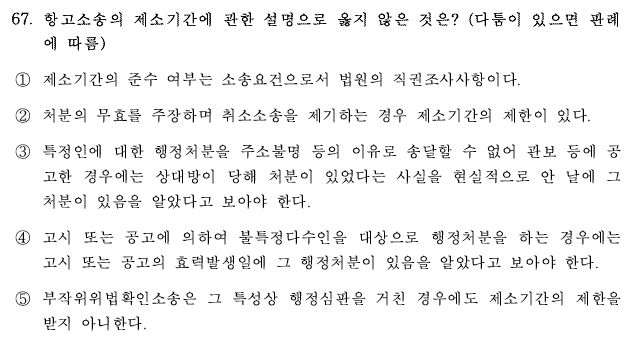 67. 항고소송의 제소기간에 관한 설명으로 옳지 않은 것은? (다툼이 있으면 판례
에 따름)
① 제소기간의 준수 여부는 소송요건으로서 법원의 직권조사사항이다.
② 처분의 무효를 주장하며 취소소송을 제기하는 경우 제소기간의 제한이 있다.
③ 특정인에 대한 행정처분을 주소불명 등의 이유로 송달할 수 없어 관보 등에 공
고한 경우에는 상대방이 당해 처분이 있었다는 사실을 현실적으로 안 날에 그
처분이 있음을 알았다고 보아야 한다.
④ 고시 또는 공고에 의하여 불특정다수인을 대상으로 행정처분을 하는 경우에는
고시 또는 공고의 효력발생일에 그 행정처분이 있음을 알았다고 보아야 한다.
⑤ 부작위위법확인소송은 그 특성상 행정심판을 거친 경우에도 제소기간의 제한을
받지 아니한다.